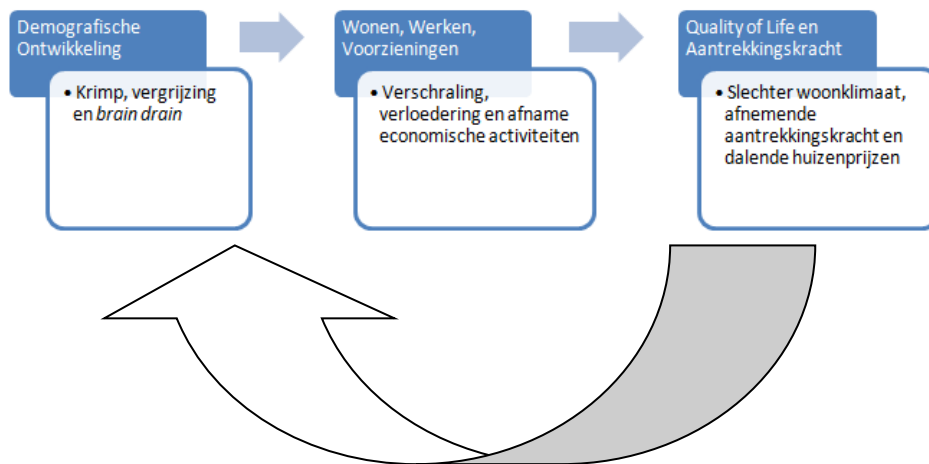 Demografische
Ontwikkeling
• Krimp, vergrijzing
en brain drain
Wonen, Werken,
Voorzieningen
• Verschraling,
verloedering en afname
economische activiteiten
Quality of Life en
Aantrekkingskracht
• Slechter woonklimaat,
afnemende
aantrekkingskracht en
dalende huizenprijzen